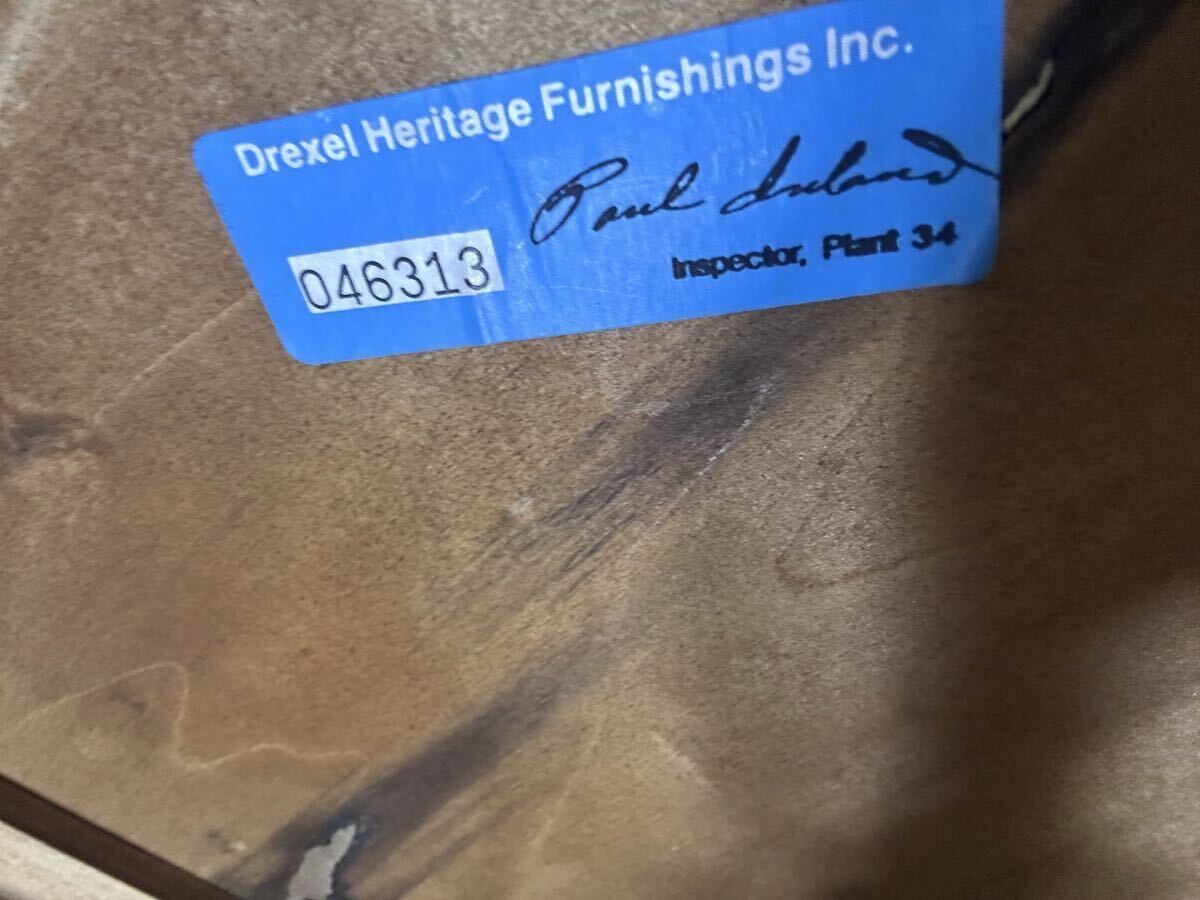 Drexel Heritage Furnishings Inc.
Paul Ireland
046313
Inspector, Plant 34